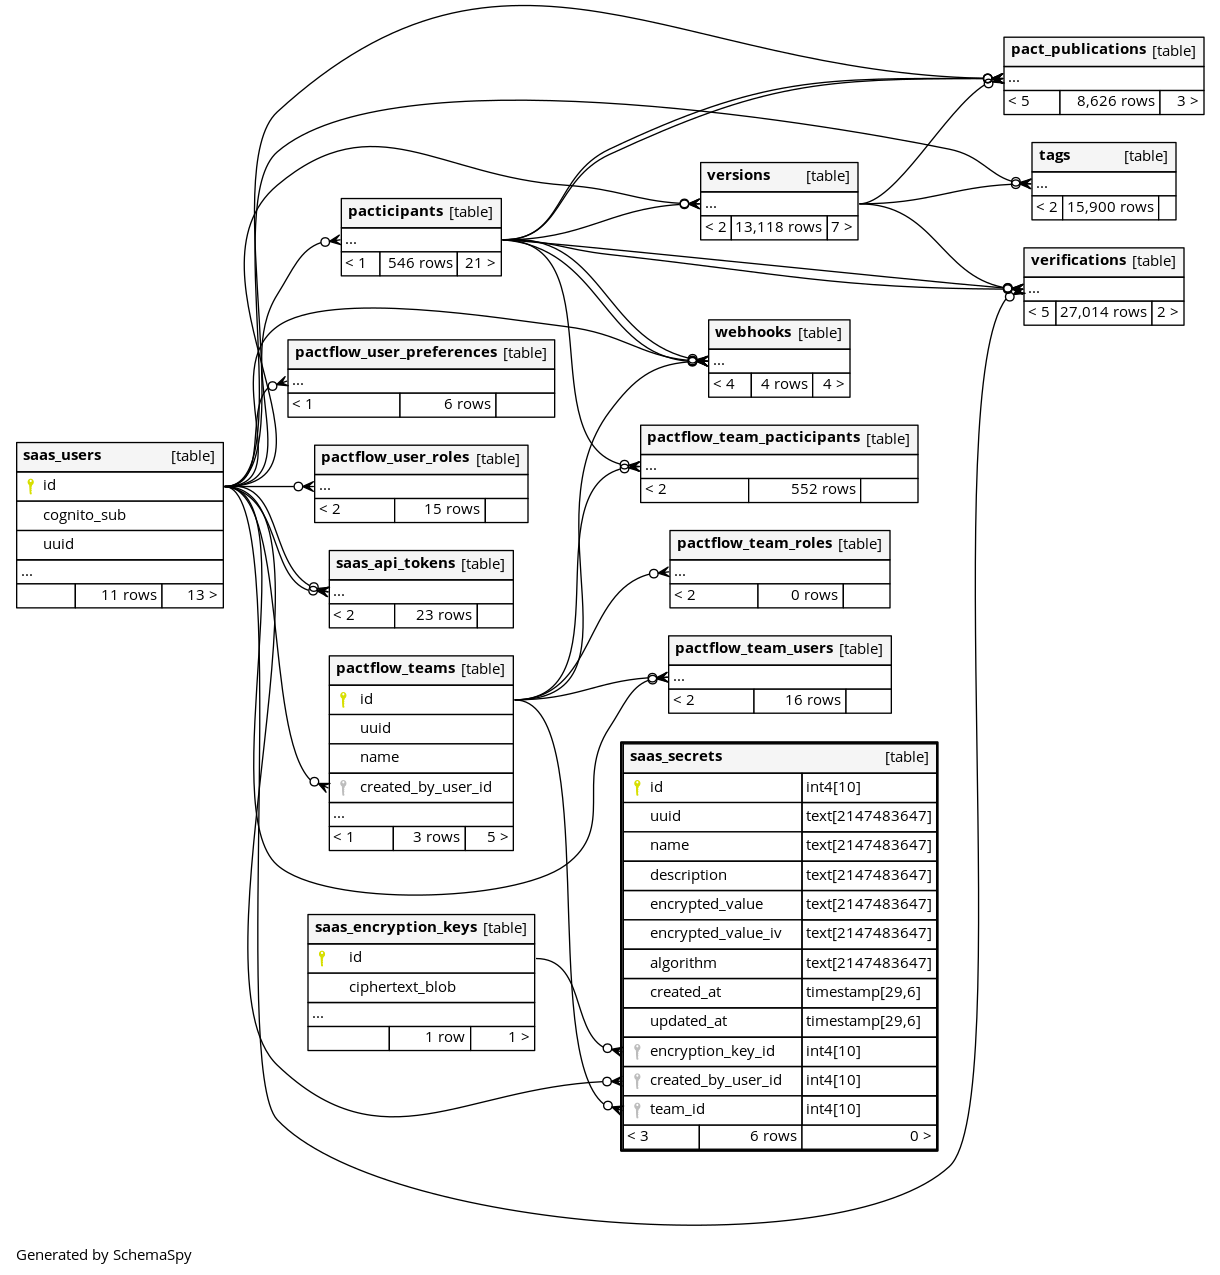 pact_publications [table]
...
< 5 8,626 rows 3 >
tags [table]
...
< 2 15,900 rows
versions [table]
...
< 2 13,118 rows 7 >
pacticipants [table]
...
< 1 546 rows 21 >
verifications [table]
...
< 5 27,014 rows 2 >
webhooks [table]
...
< 4 4 rows 4 >
pactflow_user_preferences [table]
...
< 1 6 rows
pactflow_team_pacticipants [table]
...
< 2 552 rows
saas_users [table]
id
cognito_sub
uuid
...
11 rows 13 >
pactflow_user_roles [table]
...
< 2 15 rows
pactflow_team_roles [table]
...
< 2 0 rows
saas_api_tokens [table]
...
< 2 23 rows
pactflow_team_users [table]
...
< 2 16 rows
pactflow_teams [table]
id
uuid
name
created_by_user_id
...
< 1 3 rows 5 >
saas_secrets [table]
id int4[10]
uuid text[2147483647]
name text[2147483647]
description text[2147483647]
encrypted_value text[2147483647]
encrypted_value_iv text[2147483647]
algorithm text[2147483647]
created_at timestamp[29,6]
updated_at timestamp[29,6]
encryption_key_id int4[10]
created_by_user_id int4[10]
team_id int4[10]
< 3 6 rows 0 >
saas_encryption_keys [table]
id
ciphertext_blob
...
1 row 1 >
Generated by SchemaSpy